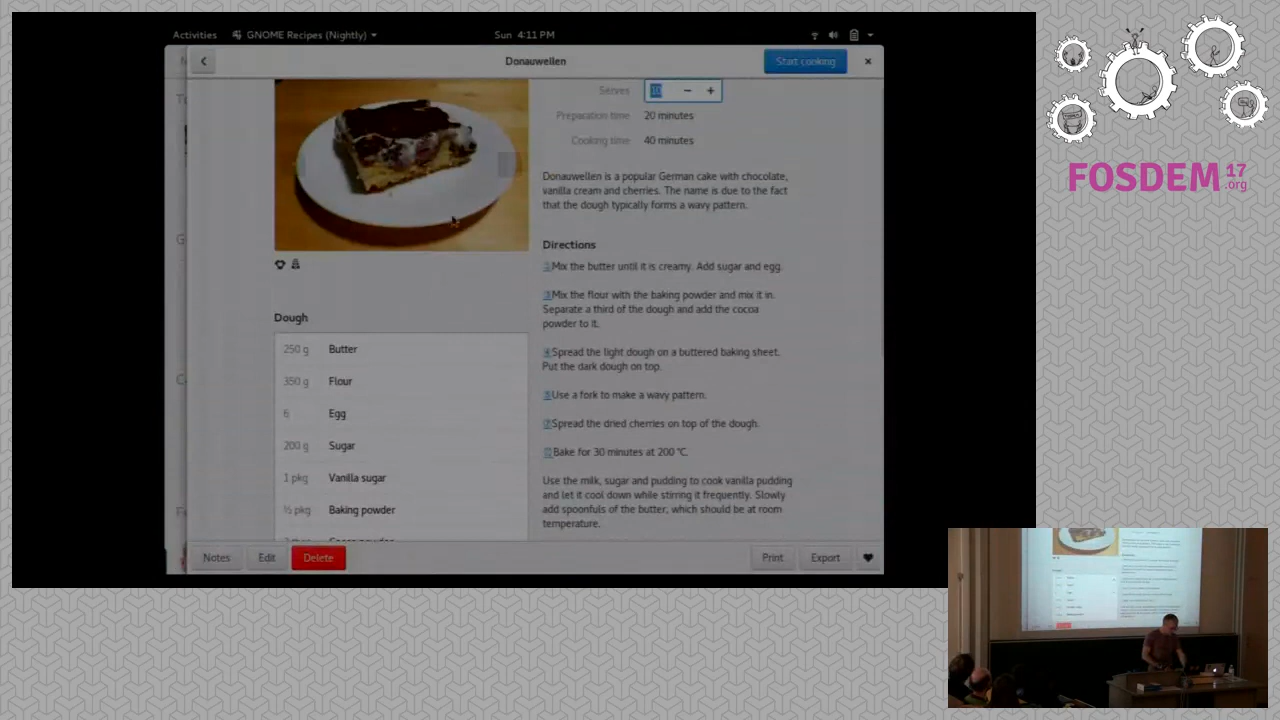 Activities GNOME Recipes (Nightly) Sun 4:11 PM
Donauwellen Start cooking
Serves 10
Preparation time 20 minutes
Cooking time 40 minutes
Donauwellen is a popular German cake with chocolate,
vanilla cream and cherries. The name is due to the fact
that the dough typically forms a wavy pattern.
Directions
Mix the butter until it is creamy. Add sugar and egg
Mix the flour with the baking powder and mix it in.
Separate a third of the dough and add the cocoa
powder to it.
Spread the light dough on a buttered baking sheet.
Put the dark dough on top.
Use a fork to make a wavy pattern.
Spread the dried cherries on top of the dough.
Bake for 30 minutes at 200 °C.
Use the milk, sugar and pudding to cook vanilla pudding
and let it cool down while stirring it frequently. Slowly
add spoonfuls of the butter, which should be at room
temperature.
Dough
250 g Butter
350 g Flour
6 Egg
200 g Sugar
1 pkg Vanilla sugar
½ pkg Baking powder
Notes Edit Delete Print Export
FOSDEM 17
.org